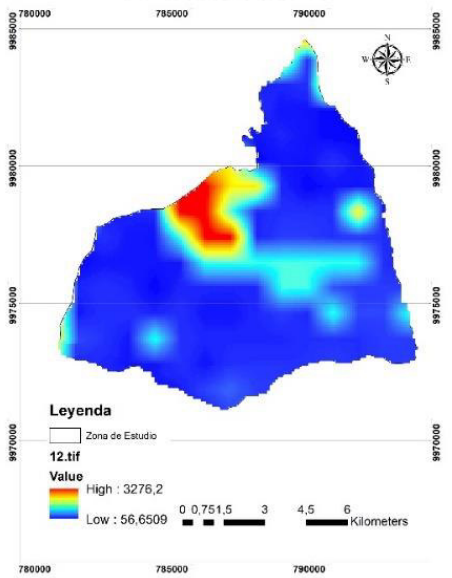 780000 785000 790000
9985000 9985000
N
W E
S
9980000 9980000
9975000 9975000
Leyenda
Zona de Estudio
12.tif
Value
High : 3276,2
Low : 56,6509
0 0,751,5 3 4,5 6
Kilometers
9970000 9970000
780000 785000 790000